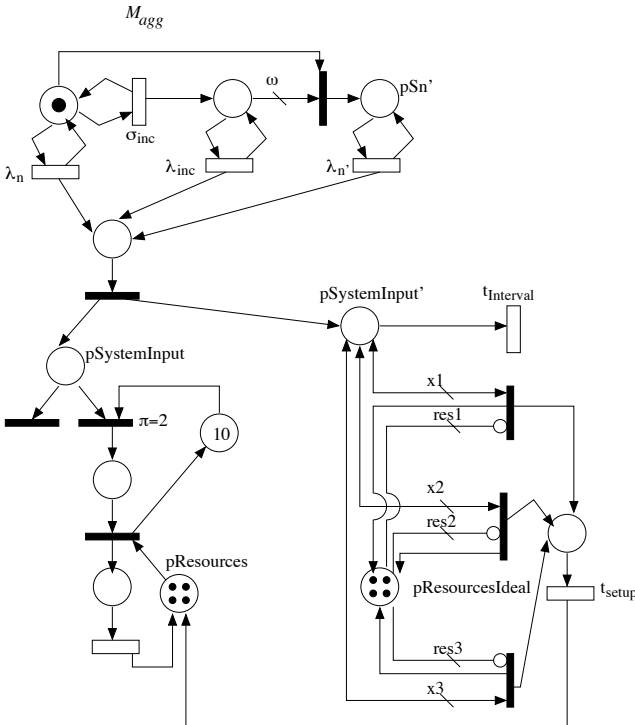 M_agg
ω
pSn'
σ_inc
λ_n
λ_inc
λ_n'
pSystemInput'
t_Interval
pSystemInput
x1
π=2
10
res1
x2
res2
pResources
pResourcesIdeal
t_setup
res3
x3